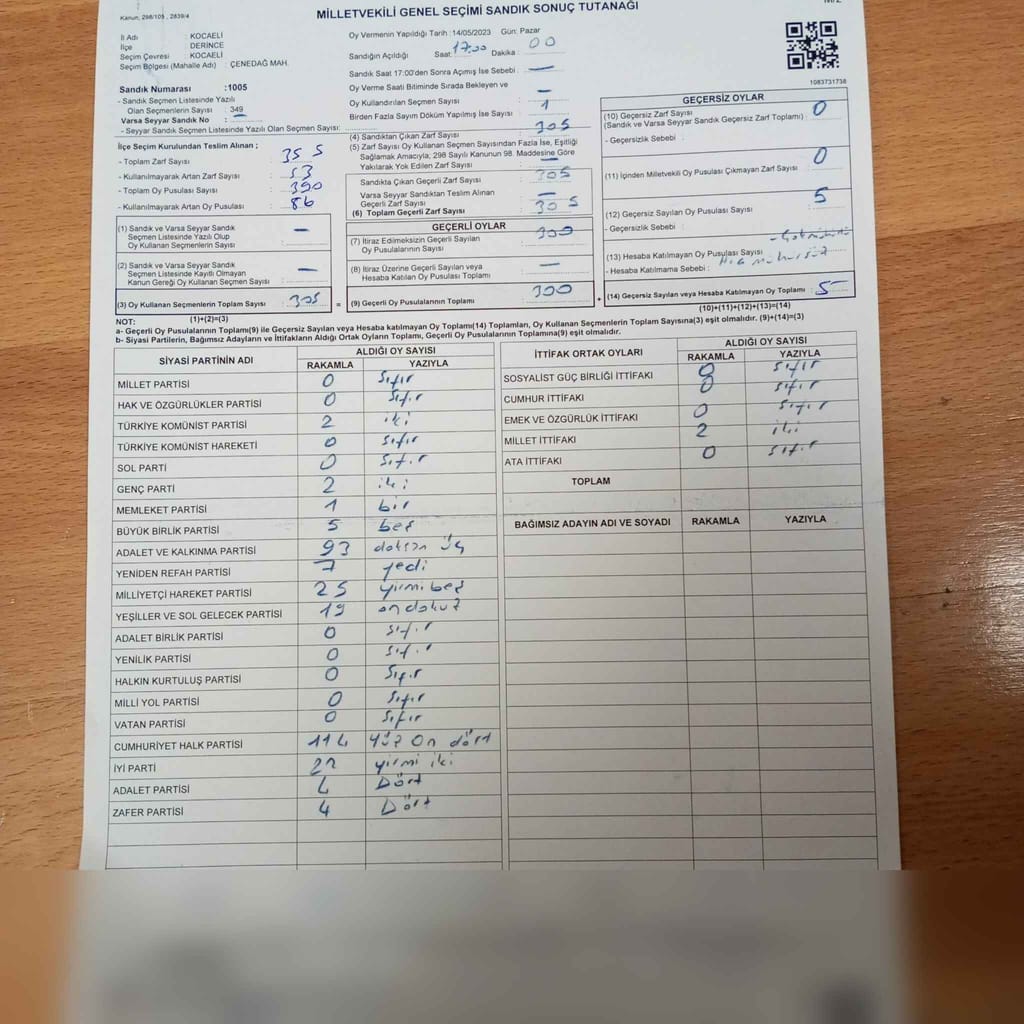 Kanun, 298/105 , 2839/4
MİLLETVEKİLİ GENEL SEÇİMİ SANDIK SONUÇ TUTANAĞI
İl Adı : KOCAELİ
İlçe DERİNCE
Seçim Çevresi : KOCAELİ
Seçim Bölgesi (Mahalle Adı) : ÇENEDAĞ MAH.
Sandık Numarası :1005
- Sandık Seçmen Listesinde Yazılı
Olan Seçmenlerin Sayısı : 349
Varsa Seyyar Sandık No :
- Seyyar Sandık Seçmen Listesinde Yazılı Olan Seçmen Sayısı:
Oy Vermenin Yapıldığı Tarih :14/05/2023 Gün: Pazar
Sandığın Açıldığı Saat: 17:00 Dakika : 00
Sandık Saat 17:00'den Sonra Açımış İse Sebebi : —
Oy Verme Saati Bitiminde Sırada Bekleyen ve
Oy Kullandırılan Seçmen Sayısı : —
Birden Fazla Sayım Döküm Yapılmış İse Sayısı : 1
1083731738
İlçe Seçim Kurulundan Teslim Alınan ;
- Toplam Zarf Sayısı : 355
- Kullanılmayarak Artan Zarf Sayısı : 53
- Toplam Oy Pusulası Sayısı : 390
- Kullanılmayarak Artan Oy Pusulası : 86
(1) Sandık ve Varsa Seyyar Sandık
Seçmen Listesinde Yazılı Olup
Oy Kullanan Seçmenlerin Sayısı : —
(2) Sandık ve Varsa Seyyar Sandık
Seçmen Listesinde Kayıtlı Olmayan
Kanun Gereği Oy Kullanan Seçmen Sayısı : —
(3) Oy Kullanan Seçmenlerin Toplam Sayısı : 305
(1)+(2)=(3)
(4) Sandıktan Çıkan Zarf Sayısı : 305
(5) Zarf Sayısı Oy Kullanan Seçmen Sayısından Fazla İse, Eşitliği
Sağlamak Amacıyla, 298 Sayılı Kanunun 98. Maddesine Göre
Yakılarak Yok Edilen Zarf Sayısı : —
Sandıkta Çıkan Geçerli Zarf Sayısı : 305
Varsa Seyyar Sandıktan Teslim Alınan
Geçerli Zarf Sayısı : —
(6) Toplam Geçerli Zarf Sayısı : 305
GEÇERLİ OYLAR
(7) İtiraz Edilmeksizin Geçerli Sayılan
Oy Pusulalarının Sayısı : 300
(8) İtiraz Üzerine Geçerli Sayılan veya
Hesaba Katılan Oy Pusulası Toplamı : —
= (9) Geçerli Oy Pusulalarının Toplamı : 300
GEÇERSİZ OYLAR
(10) Geçersiz Zarf Sayısı : 0
(Sandık ve Varsa Seyyar Sandık Geçersiz Zarf Toplamı)
- Geçersizlik Sebebi :
(11) İçinden Milletvekili Oy Pusulası Çıkmayan Zarf Sayısı : 0
(12) Geçersiz Sayılan Oy Pusulası Sayısı : 5
- Geçersizlik Sebebi :
(13) Hesaba Katılmayan Oy Pusulası Sayısı :
- Hesaba Katılmama Sebebi :
+ (14) Geçersiz Sayılan veya Hesaba Katılmayan Oy Toplamı : 5
(10)+(11)+(12)+(13)=(14)
NOT:
a- Geçerli Oy Pusulalarının Toplamı(9) ile Geçersiz Sayılan veya Hesaba katılmayan Oy Toplamı(14) Toplamları, Oy Kullanan Seçmenlerin Toplam Sayısına(3) eşit olmalıdır. (9)+(14)=(3)
b- Siyasi Partilerin, Bağımsız Adayların ve İttifakların Aldığı Ortak Oyların Toplamı, Geçerli Oy Pusulalarının Toplamına(9) eşit olmalıdır.
SİYASİ PARTİNİN ADI ALDIĞI OY SAYISI
RAKAMLA YAZIYLA
MİLLET PARTİSİ 0 Sıfır
HAK VE ÖZGÜRLÜKLER PARTİSİ 0 Sıfır
TÜRKİYE KOMÜNİST PARTİSİ 2 iki
TÜRKİYE KOMÜNİST HAREKETİ 0 Sıfır
SOL PARTİ 0 Sıfır
GENÇ PARTİ 2 iki
MEMLEKET PARTİSİ 1 bir
BÜYÜK BİRLİK PARTİSİ 5 beş
ADALET VE KALKINMA PARTİSİ 93 doksan üç
YENİDEN REFAH PARTİSİ 7 yedi
MİLLİYETÇİ HAREKET PARTİSİ 25 yirmi beş
YEŞİLLER VE SOL GELECEK PARTİSİ 19 on dokuz
ADALET BİRLİK PARTİSİ 0 Sıfır
YENİLİK PARTİSİ 0 Sıfır
HALKIN KURTULUŞ PARTİSİ 0 Sıfır
MİLLİ YOL PARTİSİ 0 Sıfır
VATAN PARTİSİ 0 Sıfır
CUMHURİYET HALK PARTİSİ 114 Yüz On dört
İYİ PARTİ 22 yirmi iki
ADALET PARTİSİ 4 Dört
ZAFER PARTİSİ 4 Dört
İTTİFAK ORTAK OYLARI ALDIĞI OY SAYISI
RAKAMLA YAZIYLA
SOSYALİST GÜÇ BİRLİĞİ İTTİFAKI 0 sıfır
CUMHUR İTTİFAKI 0 sıfır
EMEK VE ÖZGÜRLÜK İTTİFAKI 0 sıfır
MİLLET İTTİFAKI 2 iki
ATA İTTİFAKI 0 sıfır
TOPLAM
BAĞIMSIZ ADAYIN ADI VE SOYADI RAKAMLA YAZIYLA